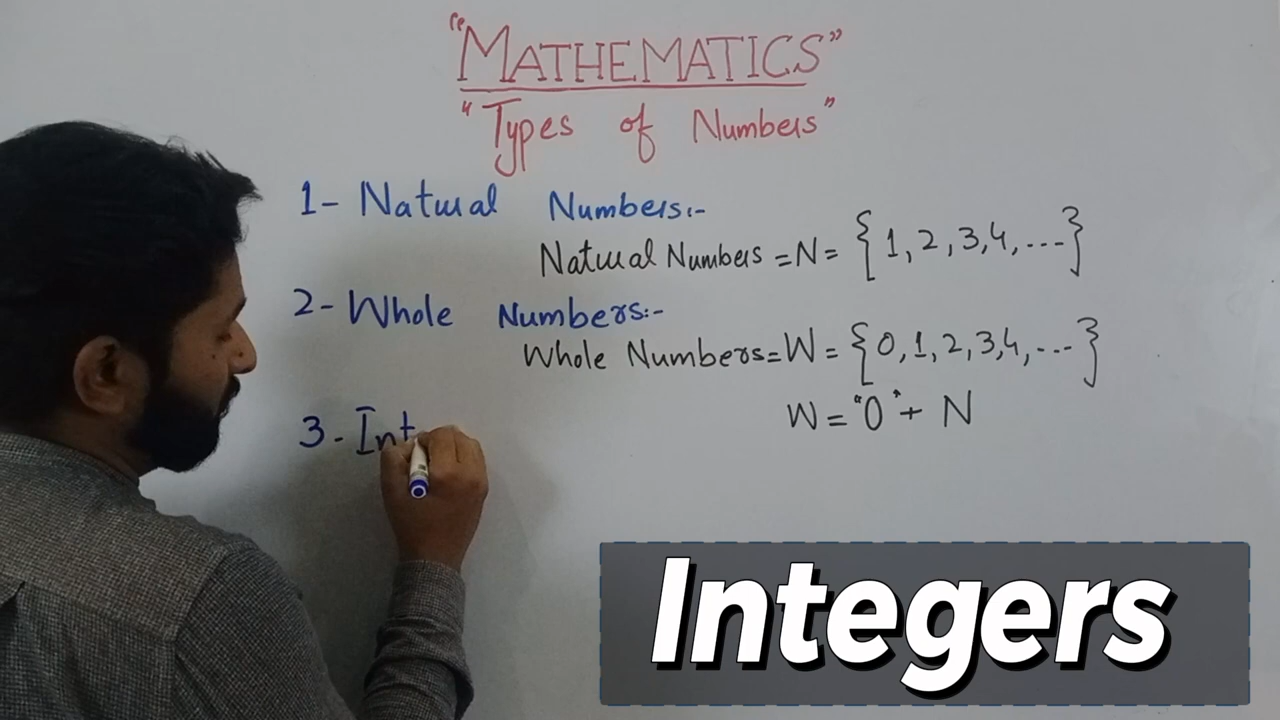 "MATHEMATICS"
"Types of Numbers"
1- Natural Numbers:-
Natural Numbers = N = {1, 2, 3, 4, ---}
2- Whole Numbers:-
Whole Numbers = W = {0, 1, 2, 3, 4, ---}
W = "0" + N
3- Int
Integers